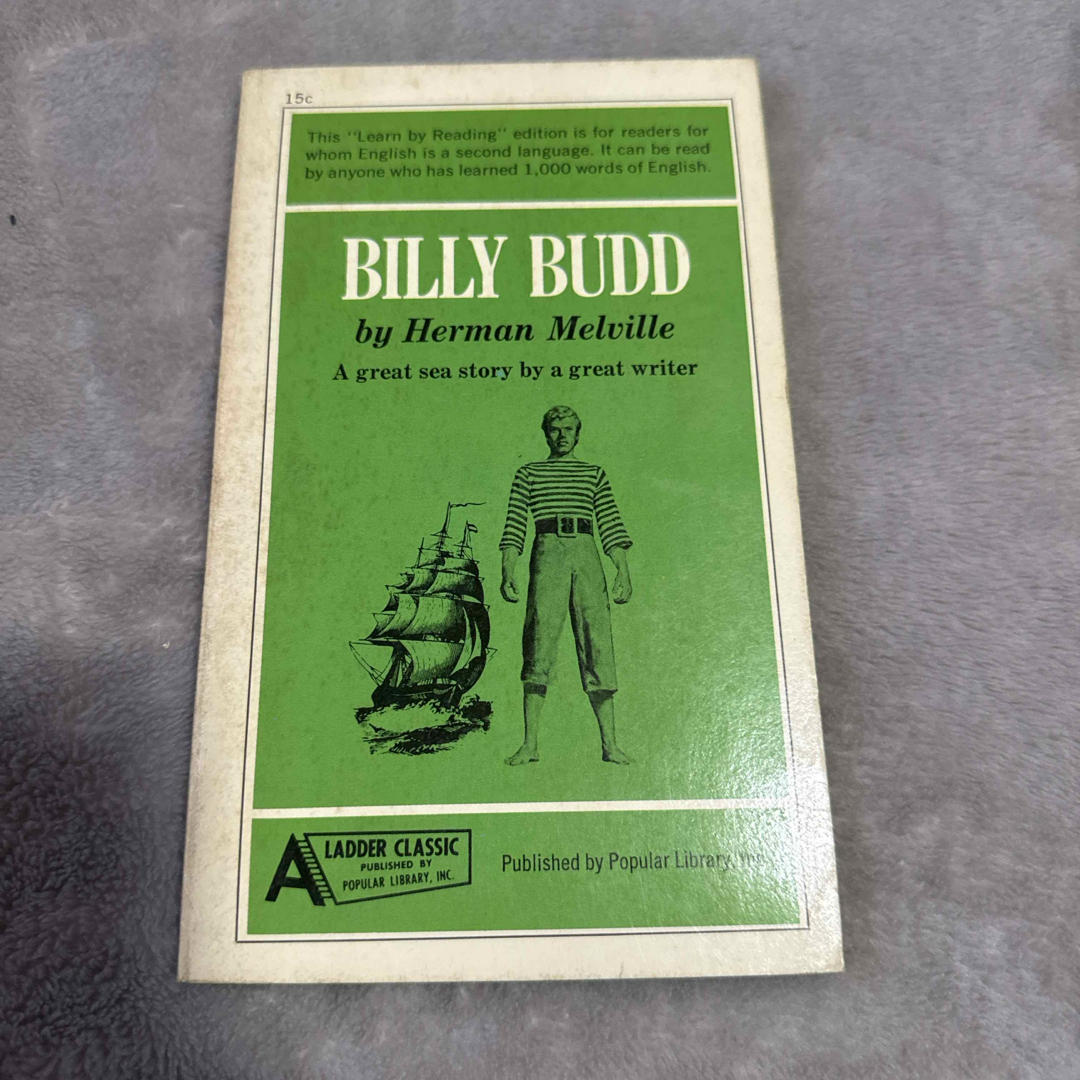 15c
This "Learn by Reading" edition is for readers for
whom English is a second language. It can be read
by anyone who has learned 1,000 words of English.
BILLY BUDD
by Herman Melville
A great sea story by a great writer
A LADDER CLASSIC
PUBLISHED BY
POPULAR LIBRARY, INC.
Published by Popular Library, Inc.